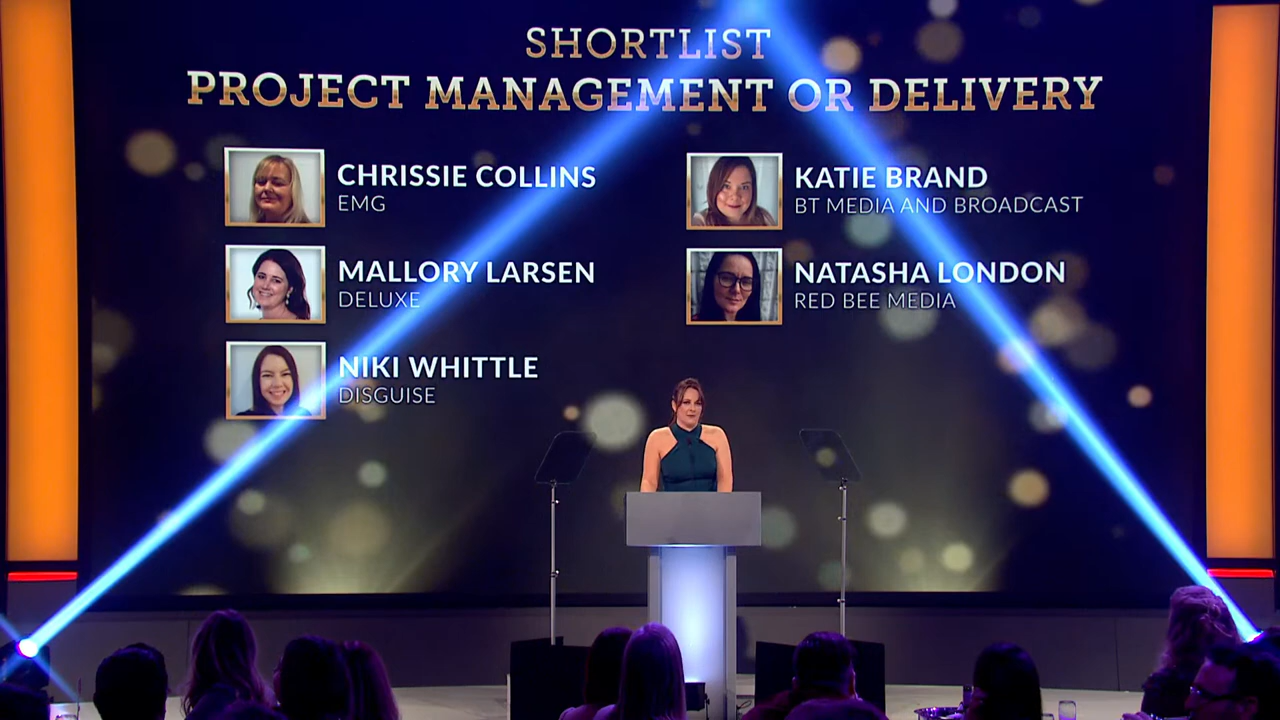 SHORTLIST
PROJECT MANAGEMENT OR DELIVERY
CHRISSIE COLLINS
EMG
MALLORY LARSEN
DELUXE
NIKI WHITTLE
DISGUISE
KATIE BRAND
BT MEDIA AND BROADCAST
NATASHA LONDON
RED BEE MEDIA